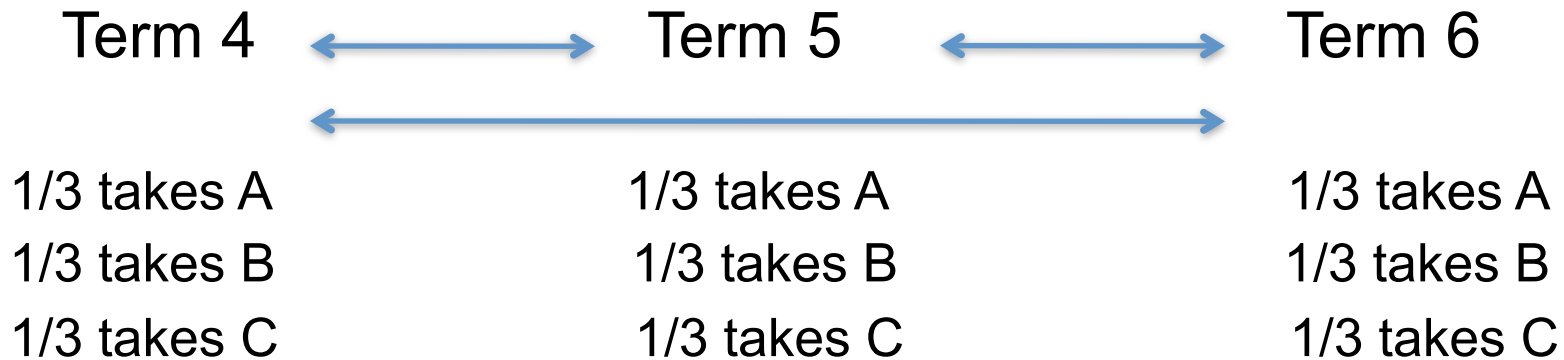 Term 4 Term 5 Term 6
1/3 takes A 1/3 takes A 1/3 takes A
1/3 takes B 1/3 takes B 1/3 takes B
1/3 takes C 1/3 takes C 1/3 takes C